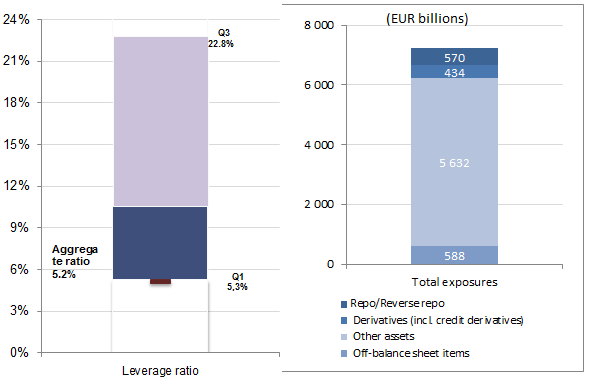 24%
21%
18%
15%
12%
9%
6%
3%
0%
Q3
22.8%
Aggrega
te ratio
5.2%
Q1
5,3%
Leverage ratio
(EUR billions)
8 000
6 000
4 000
2 000
0
570
434
5 632
588
Total exposures
Repo/Reverse repo
Derivatives (incl. credit derivatives)
Other assets
Off-balance sheet items